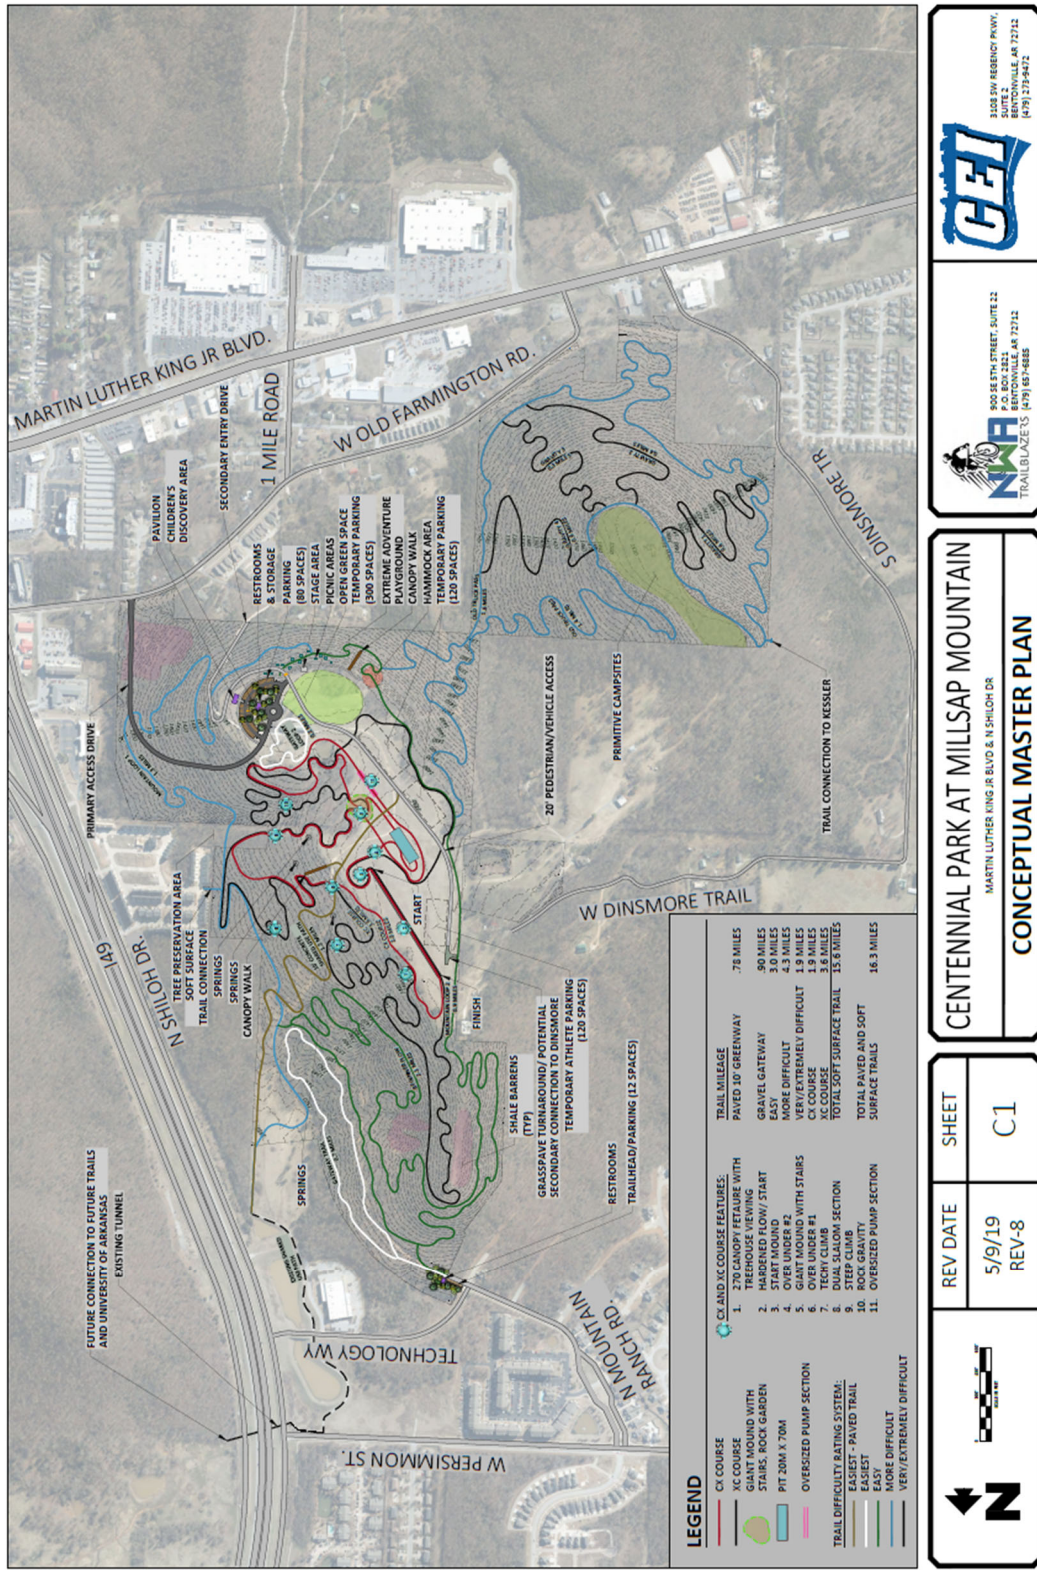 MARTIN LUTHER KING JR BLVD.
1 MILE ROAD
W OLD FARMINGTON RD.
S DINSMORE TR
W DINSMORE TRAIL
I49
N SHILOH DR.
TECHNOLOGY WY
W PERSIMMON ST.
N MOUNTAIN
RANCH RD.
PAVILION
CHILDREN'S
DISCOVERY AREA
SECONDARY ENTRY DRIVE
RESTROOMS
& STORAGE
PARKING
(80 SPACES)
STAGE AREA
PICNIC AREAS
OPEN GREEN SPACE
TEMPORARY PARKING
(300 SPACES)
EXTREME ADVENTURE
PLAYGROUND
CANOPY WALK
HAMMOCK AREA
TEMPORARY PARKING
(120 SPACES)
PRIMARY ACCESS DRIVE
TREE PRESERVATION AREA
SOFT SURFACE
TRAIL CONNECTION
SPRINGS
SPRINGS
CANOPY WALK
20' PEDESTRIAN/VEHICLE ACCESS
PRIMITIVE CAMPSITES
TRAIL CONNECTION TO KESSLER
START
FINISH
SPRINGS
SHALE BARRENS
(TYP)
GRASSPAVE TURNAROUND/ POTENTIAL
SECONDARY CONNECTION TO DINSMORE
TEMPORARY ATHLETE PARKING
(120 SPACES)
RESTROOMS
TRAILHEAD/PARKING (12 SPACES)
FUTURE CONNECTION TO FUTURE TRAILS
AND UNIVERSITY OF ARKANSAS
EXISTING TUNNEL
LEGEND
CX COURSE
XC COURSE
GIANT MOUND WITH
STAIRS, ROCK GARDEN
PIT 20M X 70M
OVERSIZED PUMP SECTION
TRAIL DIFFICULTY RATING SYSTEM:
EASIEST - PAVED TRAIL
EASIEST
EASY
MORE DIFFICULT
VERY/EXTREMELY DIFFICULT
CX AND XC COURSE FEATURES:
1. 270 CANOPY FETAURE WITH
TREEHOUSE VIEWING
2. HARDENED FLOW/ START
3. START MOUND
4. OVER UNDER #2
5. GIANT MOUND WITH STAIRS
6. OVER UNDER #1
7. TECHY CLIMB
8. DUAL SLALOM SECTION
9. STEEP CLIMB
10. ROCK GRAVITY
11. OVERSIZED PUMP SECTION
TRAIL MILEAGE
PAVED 10' GREENWAY .78 MILES
GRAVEL GATEWAY .90 MILES
EASY 3.0 MILES
MORE DIFFICULT 4.3 MILES
VERY/EXTREMELY DIFFICULT 1.9 MILES
CX COURSE 1.9 MILES
XC COURSE 3.6 MILES
TOTAL SOFT SURFACE TRAIL 15.6 MILES
TOTAL PAVED AND SOFT
SURFACE TRAILS 16.3 MILES
N
REV DATE
5/9/19
REV-8
SHEET
C1
CENTENNIAL PARK AT MILLSAP MOUNTAIN
MARTIN LUTHER KING JR BLVD & N SHILOH DR
CONCEPTUAL MASTER PLAN
NWA
TRAILBLAZERS
900 SE 5TH STREET, SUITE 22
P.O. BOX 2821
BENTONVILLE, AR 72712
(479) 657-6885
CEI
3108 SW REGENCY PKWY,
SUITE 2
BENTONVILLE, AR 72712
(479) 273-9472